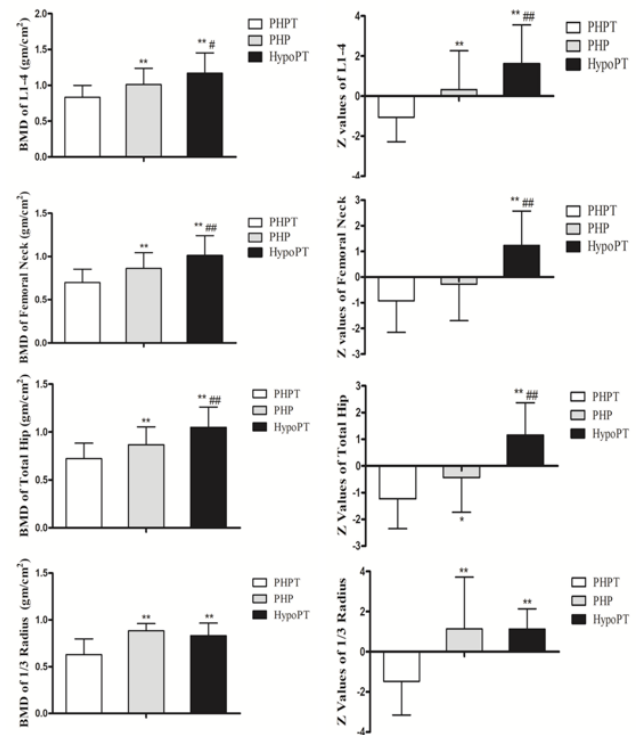 BMD of L1-4 (gm/cm²)
2.0
1.5
1.0
0.5
0.0
**
** #
PHPT
PHP
HypoPT
Z values of L1-4
4
2
0
-2
-4
**
** ##
PHPT
PHP
HypoPT
BMD of Femoral Neck (gm/cm²)
1.5
1.0
0.5
0.0
**
** ##
PHPT
PHP
HypoPT
Z values of Femoral Neck
3
2
1
0
-1
-2
-3
** ##
PHPT
PHP
HypoPT
BMD of Total Hip (gm/cm²)
1.5
1.0
0.5
0.0
**
** ##
PHPT
PHP
HypoPT
Z Values of Total Hip
3
2
1
0
-1
-2
-3
*
** ##
PHPT
PHP
HypoPT
BMD of 1/3 Radius (gm/cm²)
1.5
1.0
0.5
0.0
**
**
PHPT
PHP
HypoPT
Z Values of 1/3 Radius
4
2
0
-2
-4
**
**
PHPT
PHP
HypoPT